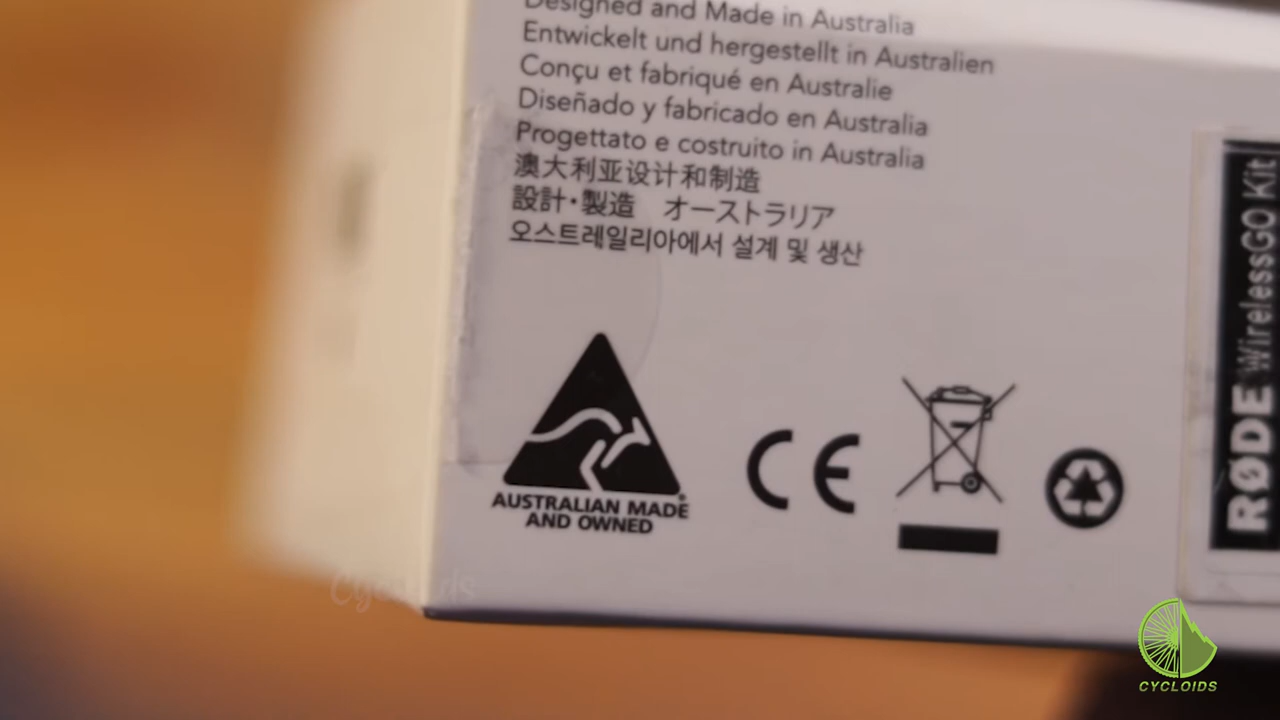 Designed and Made in Australia
Entwickelt und hergestellt in Australien
Conçu et fabriqué en Australie
Diseñado y fabricado en Australia
Progettato e costruito in Australia
澳大利亚设计和制造
設計・製造　オーストラリア
오스트레일리아에서 설계 및 생산
AUSTRALIAN MADE
AND OWNED
CE
RØDE WirelessGO Kit
CYCLOIDS